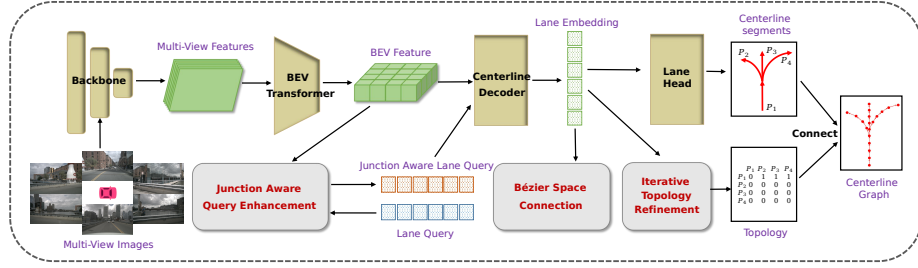 Multi-View Features
Backbone
BEV
Transformer
BEV Feature
Lane Embedding
Centerline
Decoder
Lane
Head
Centerline
segments
P2
P3
P4
P1
Connect
Multi-View Images
Junction Aware
Query Enhancement
Junction Aware Lane Query
Lane Query
Bézier Space
Connection
Iterative
Topology
Refinement
P1 P2 P3 P4
P1 0 1 1 1
P2 0 0 0 0
P3 0 0 0 0
P4 0 0 0 0
Topology
Centerline
Graph